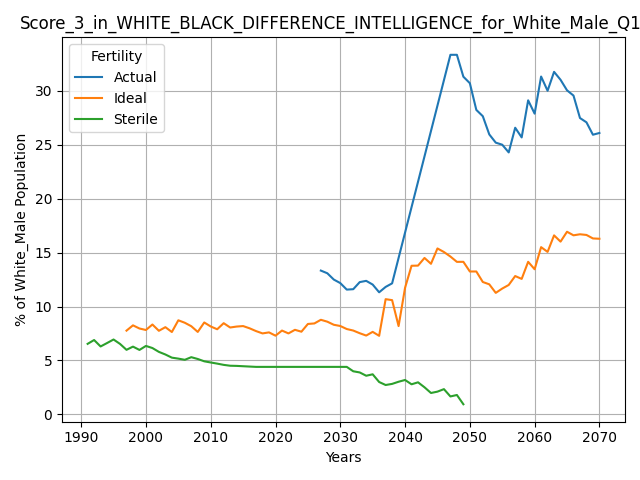 Score_3_in_WHITE_BLACK_DIFFERENCE_INTELLIGENCE_for_White_Male_Q1
Fertility
Actual
Ideal
Sterile
% of White_Male Population
30
25
20
15
10
5
0
1990 2000 2010 2020 2030 2040 2050 2060 2070
Years